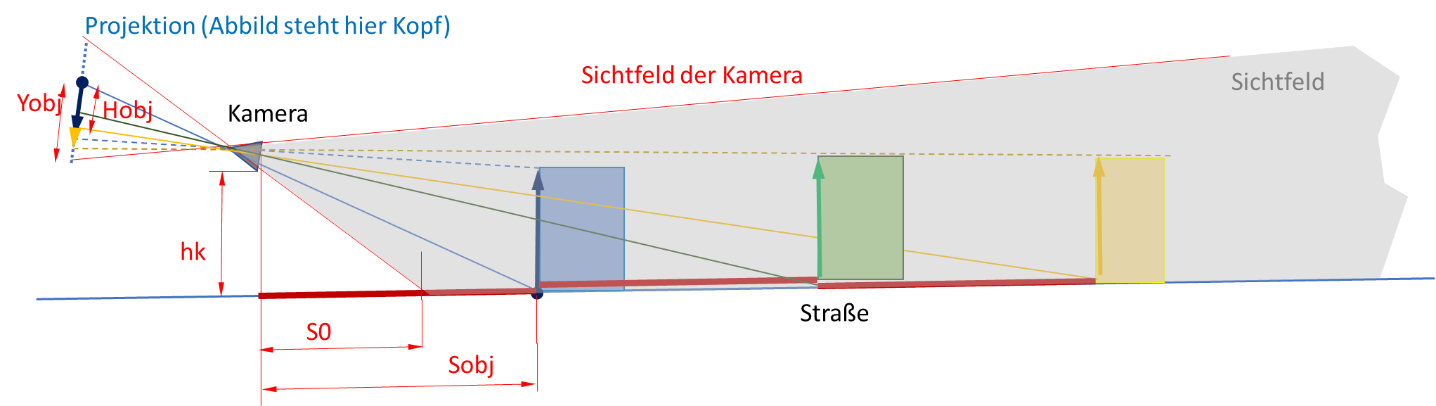 Projektion (Abbild steht hier Kopf)
Sichtfeld der Kamera
Sichtfeld
Yobj
Hobj
Kamera
hk
Straße
S0
Sobj